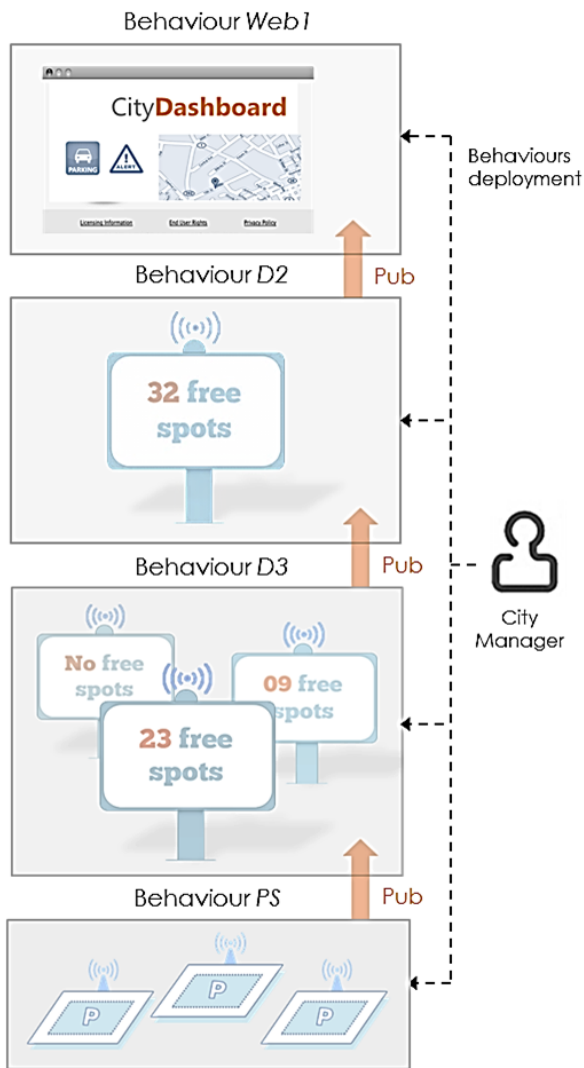 Behaviour Web1
CityDashboard
PARKING
ALERT
Licensing Information End User Rights Privacy Policy
Behaviours
deployment
Pub
Behaviour D2
32 free
spots
Pub
Behaviour D3
City
Manager
No free
spots
09 free
spots
23 free
spots
Pub
Behaviour PS
P
P
P